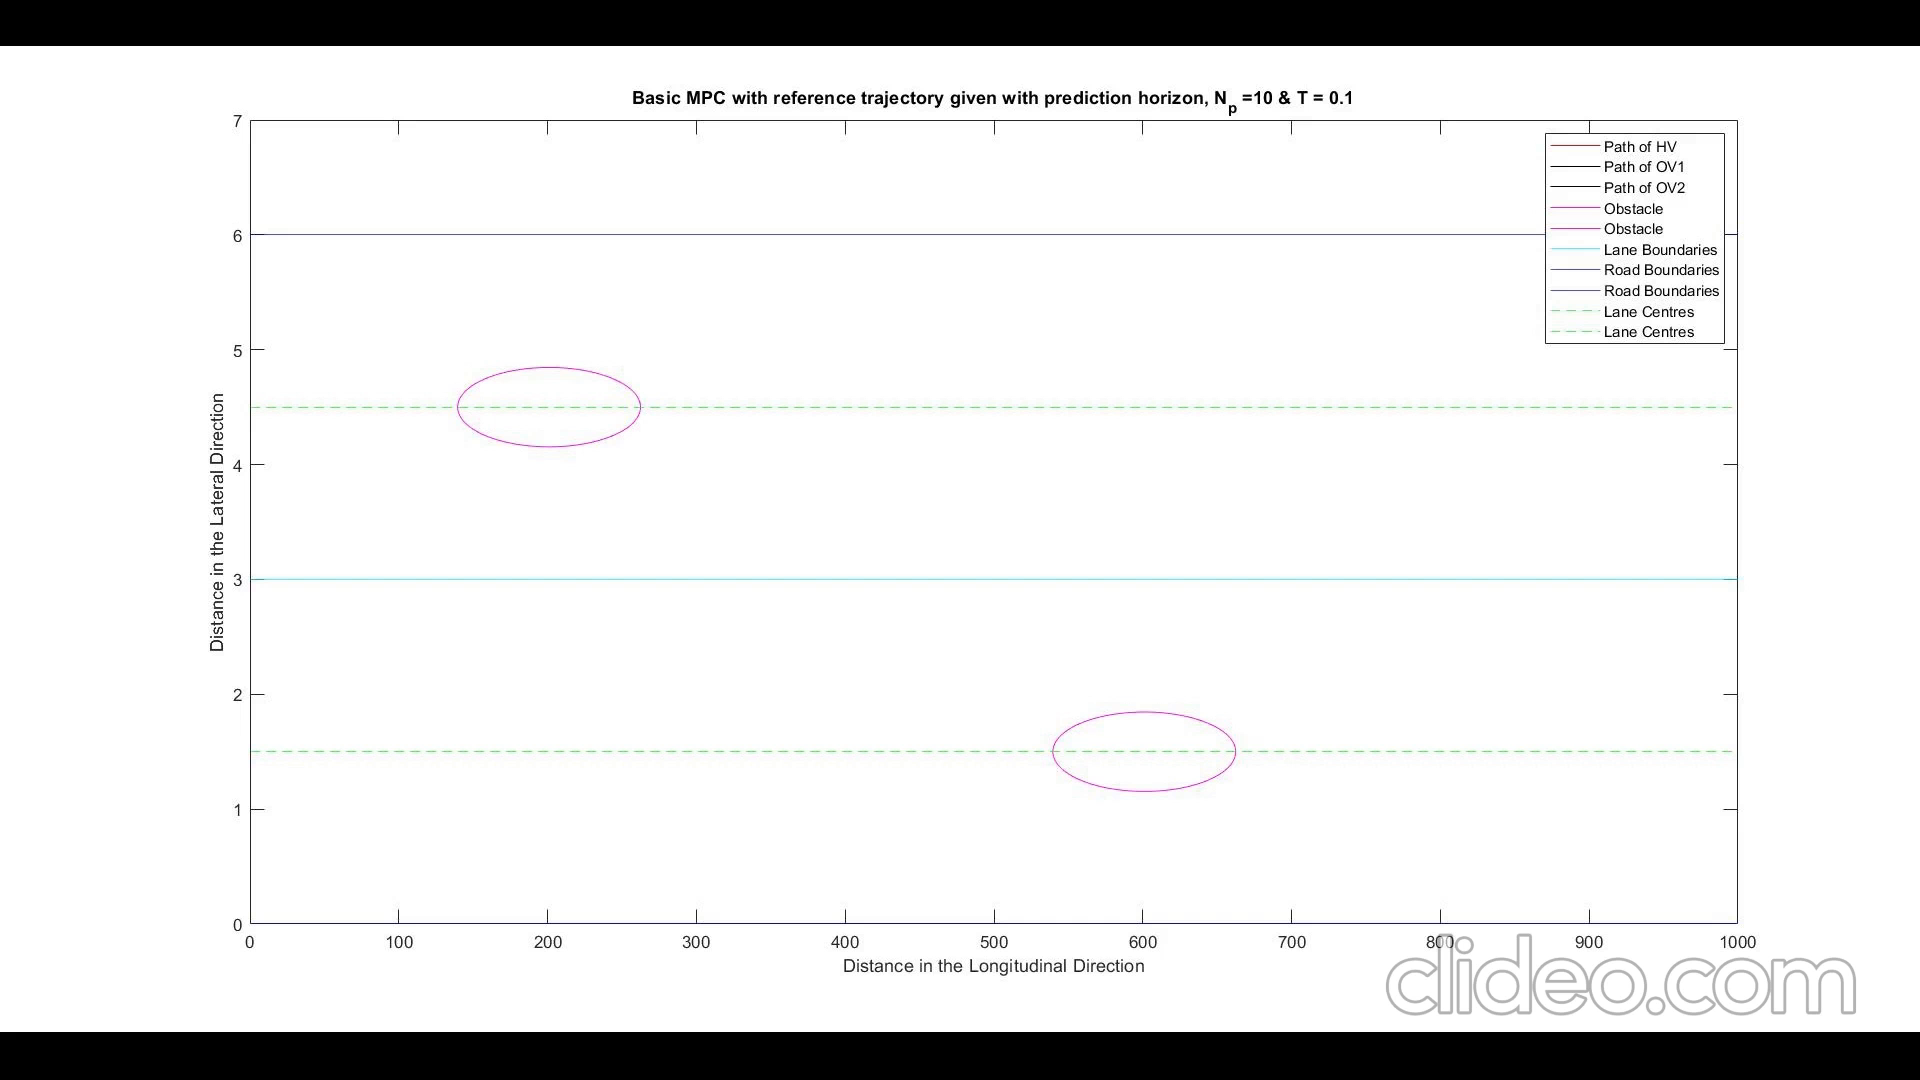 Basic MPC with reference trajectory given with prediction horizon, Np =10 & T = 0.1
7
6
5
4
3
2
1
0
Distance in the Lateral Direction
Path of HV
Path of OV1
Path of OV2
Obstacle
Obstacle
Lane Boundaries
Road Boundaries
Road Boundaries
Lane Centres
Lane Centres
0 100 200 300 400 500 600 700 800 900 1000
Distance in the Longitudinal Direction
clideo.com